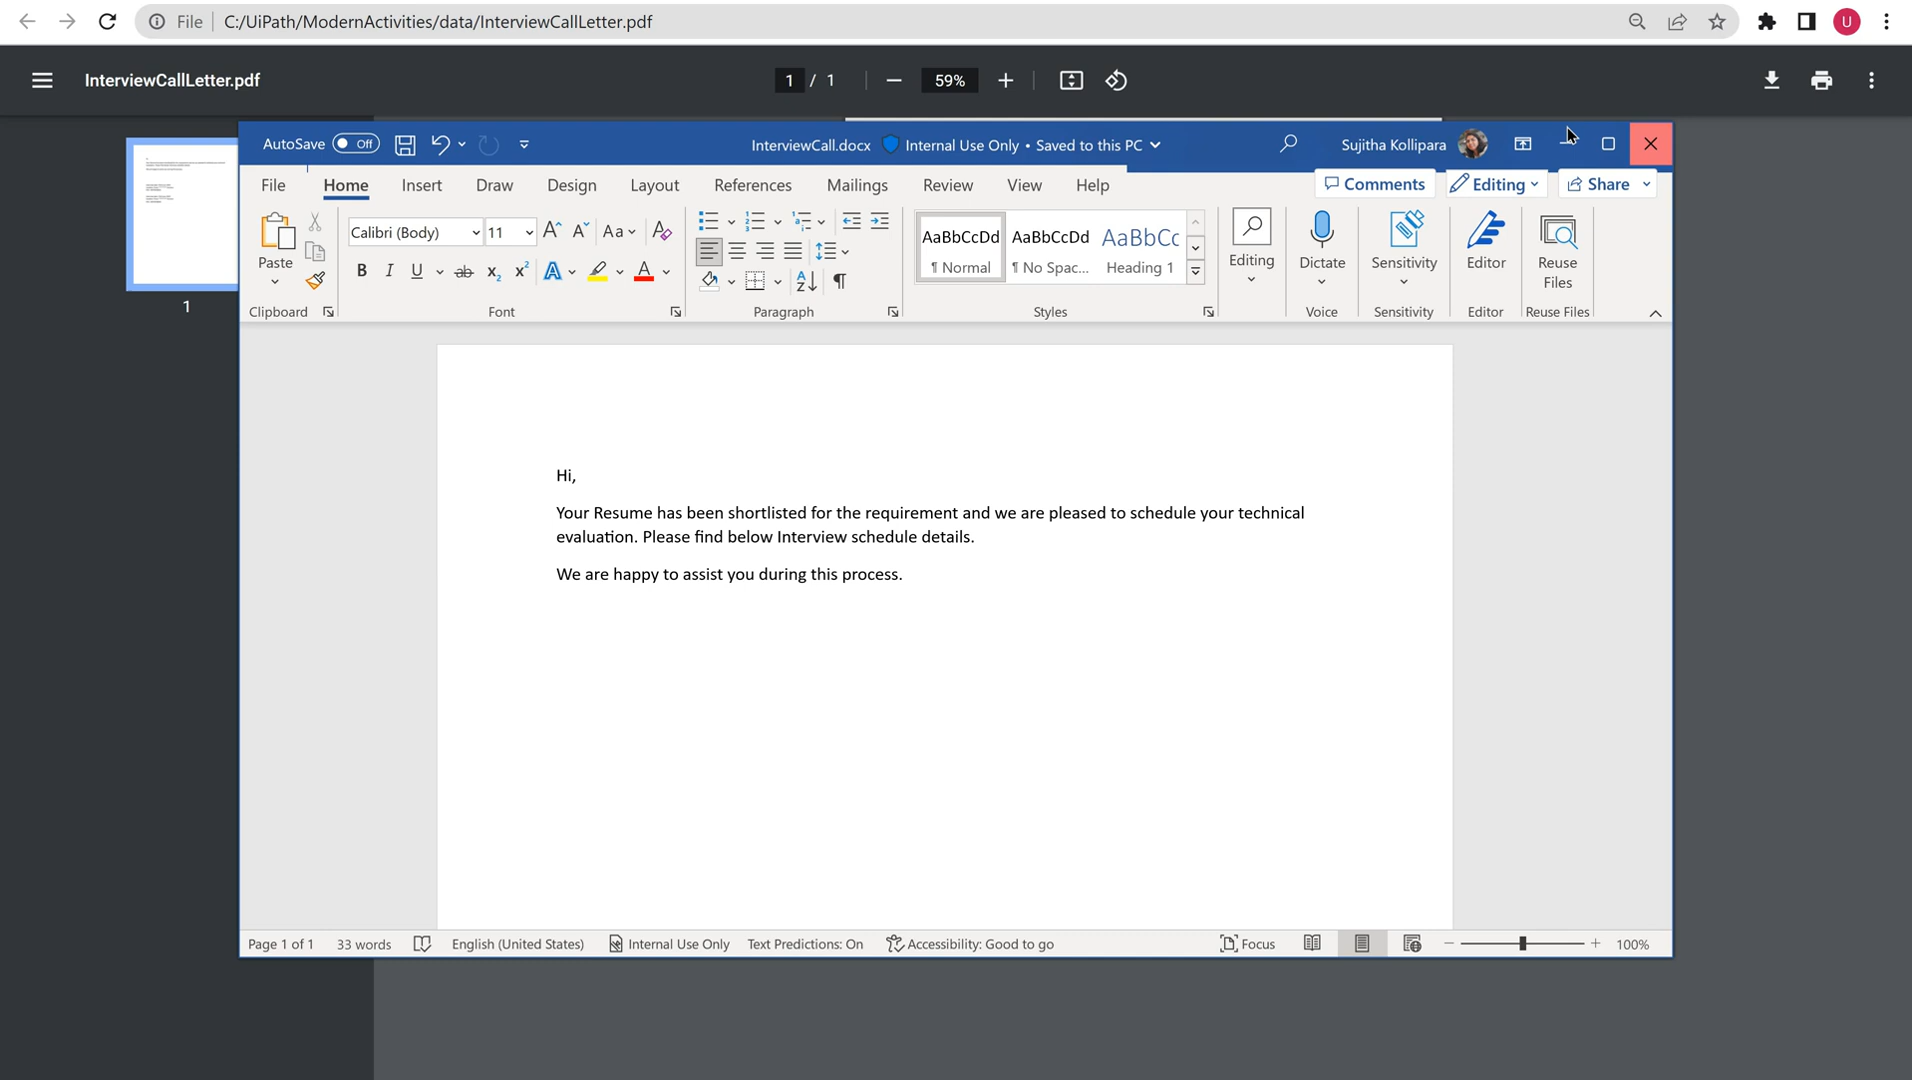 File
C:/UiPath/ModernActivities/data/InterviewCallLetter.pdf
U
InterviewCallLetter.pdf
1 / 1
59%
1
AutoSave Off
InterviewCall.docx Internal Use Only • Saved to this PC
Sujitha Kollipara
File Home Insert Draw Design Layout References Mailings Review View Help
Comments Editing Share
Paste
Clipboard
Calibri (Body) 11
Font
Paragraph
AaBbCcDd AaBbCcDd AaBbCc
¶ Normal ¶ No Spac... Heading 1
Styles
Editing
Dictate
Voice
Sensitivity
Sensitivity
Editor
Editor
Reuse
Files
Reuse Files
Hi,
Your Resume has been shortlisted for the requirement and we are pleased to schedule your technical
evaluation. Please find below Interview schedule details.
We are happy to assist you during this process.
Page 1 of 1 33 words English (United States) Internal Use Only Text Predictions: On Accessibility: Good to go Focus 100%